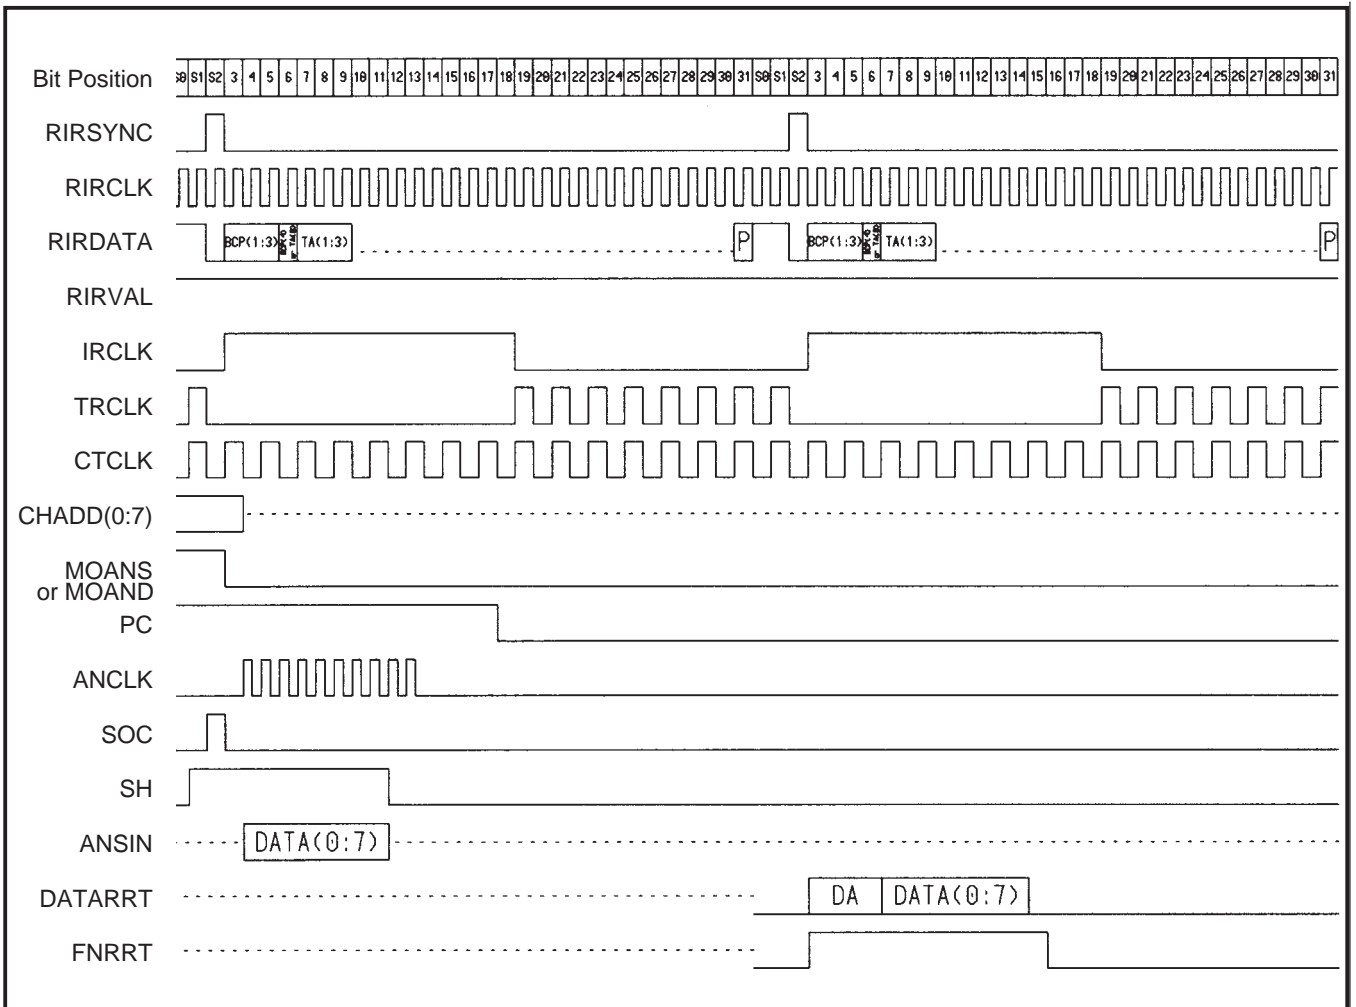 Bit Position S0 S1 S2 3 4 5 6 7 8 9 10 11 12 13 14 15 16 17 18 19 20 21 22 23 24 25 26 27 28 29 30 31 S0 S1 S2 3 4 5 6 7 8 9 10 11 12 13 14 15 16 17 18 19 20 21 22 23 24 25 26 27 28 29 30 31
RIRSYNC
RIRCLK
RIRDATA BCP(1:3) TA(1:3) P BCP(1:3) TA(1:3) P
RIRVAL
IRCLK
TRCLK
CTCLK
CHADD(0:7)
MOANS
or MOAND
PC
ANCLK
SOC
SH
ANSIN DATA(0:7)
DATARRT DA DATA(0:7)
FNRRT